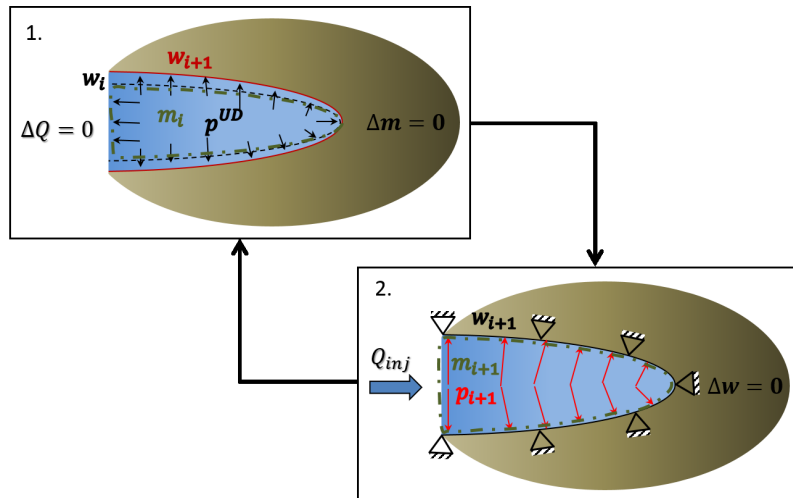 1.
w_{i+1}
w_i
m_i
p^{UD}
ΔQ = 0
Δm = 0
2.
w_{i+1}
Q_{inj}
m_{i+1}
p_{i+1}
Δw = 0